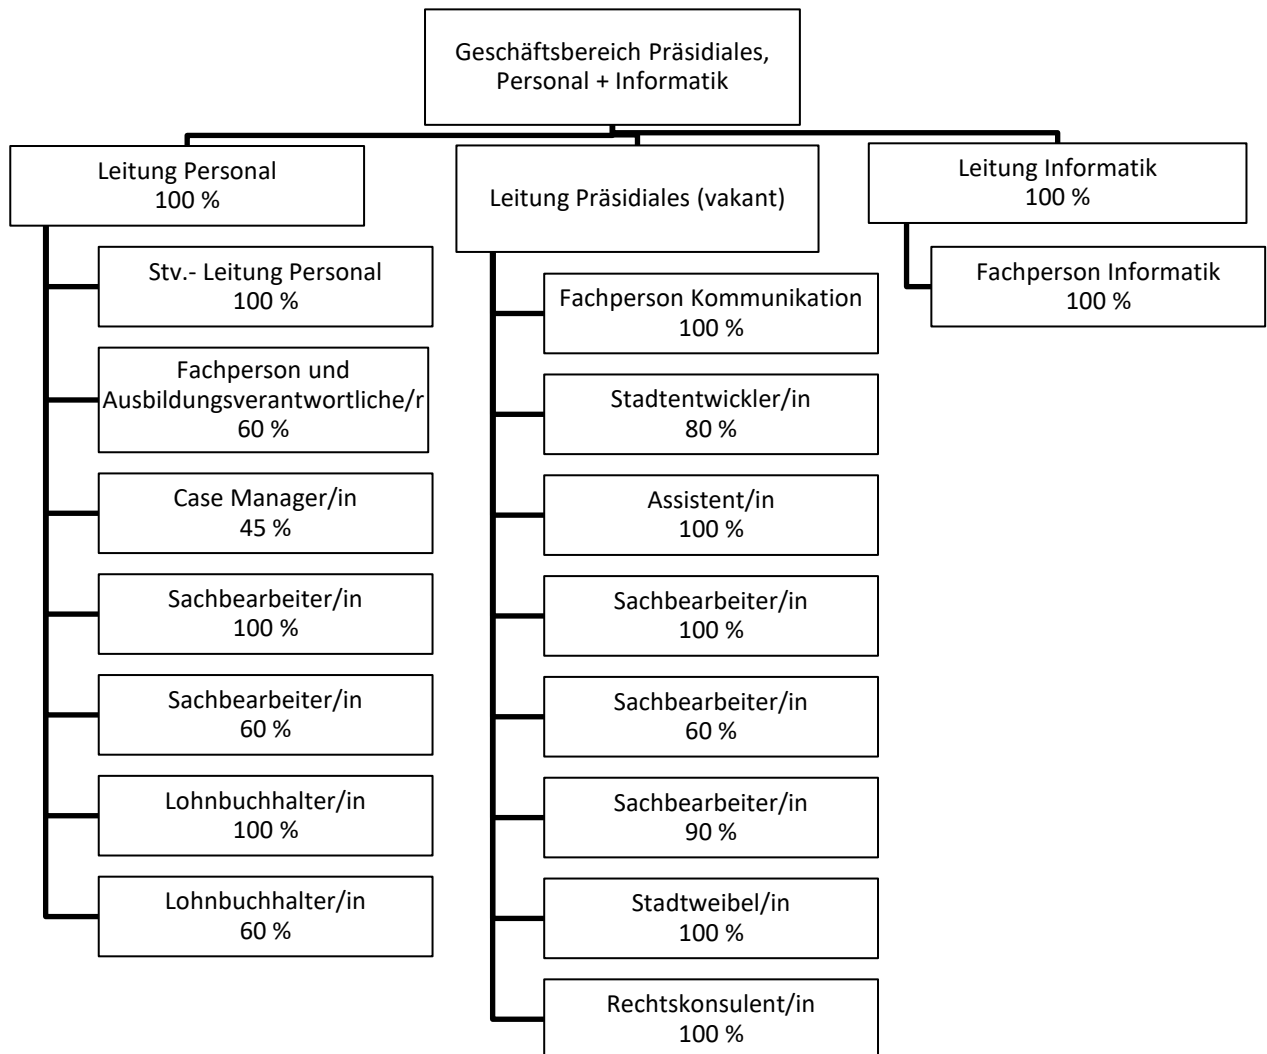 Geschäftsbereich Präsidiales,
Personal + Informatik
Leitung Personal
100 %
Stv.- Leitung Personal
100 %
Fachperson und
Ausbildungsverantwortliche/r
60 %
Case Manager/in
45 %
Sachbearbeiter/in
100 %
Sachbearbeiter/in
60 %
Lohnbuchhalter/in
100 %
Lohnbuchhalter/in
60 %
Leitung Präsidiales (vakant)
Fachperson Kommunikation
100 %
Stadtentwickler/in
80 %
Assistent/in
100 %
Sachbearbeiter/in
100 %
Sachbearbeiter/in
60 %
Sachbearbeiter/in
90 %
Stadtweibel/in
100 %
Rechtskonsulent/in
100 %
Leitung Informatik
100 %
Fachperson Informatik
100 %